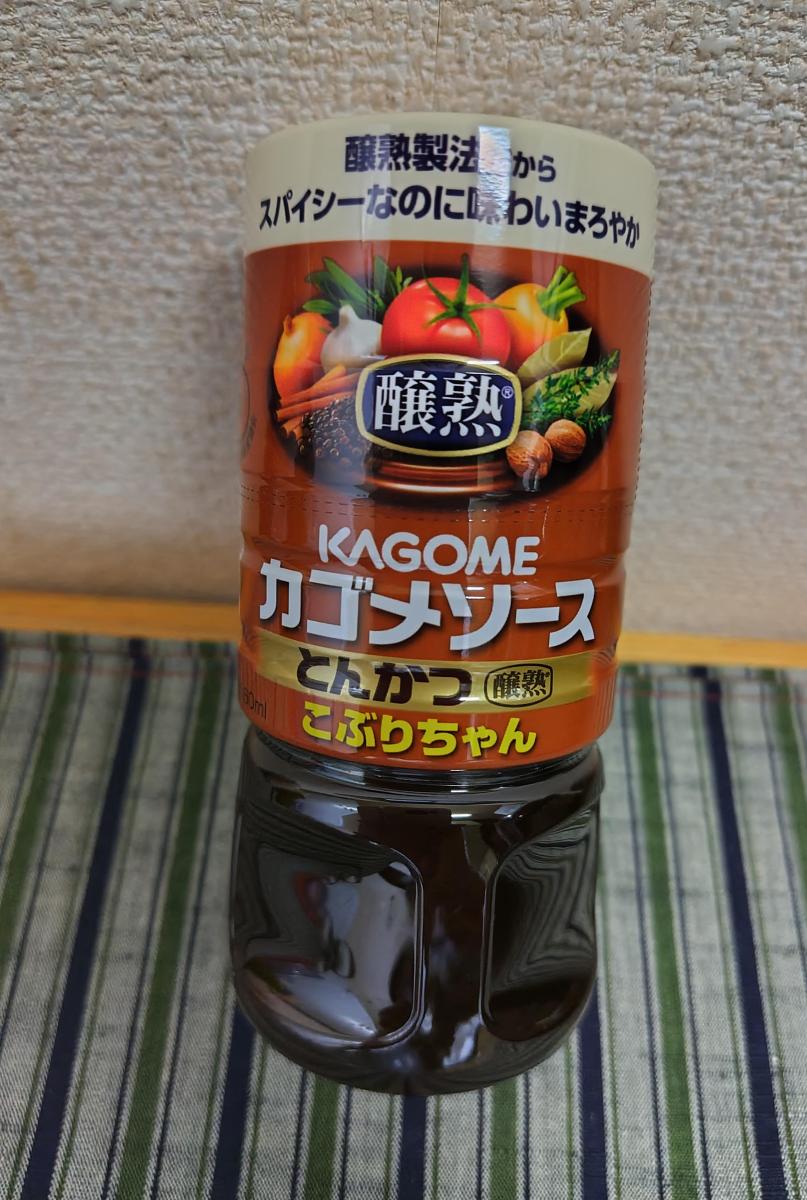 醸熟製法 から
スパイシーなのに味わいまろやか
醸熟®
KAGOME
カゴメソース
とんかつ 醸熟
こぶりちゃん